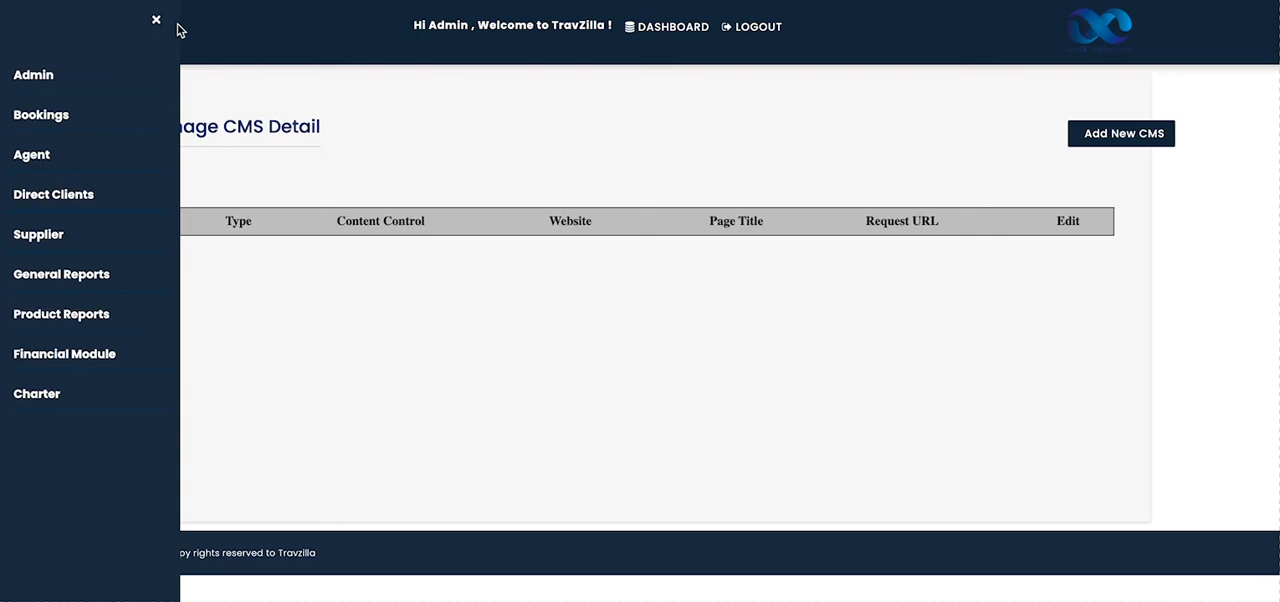 Hi Admin , Welcome to TravZilla ! DASHBOARD LOGOUT
Admin
Bookings
Agent
Direct Clients
Supplier
General Reports
Product Reports
Financial Module
Charter
CMS Detail
Add New CMS
Type Content Control Website Page Title Request URL Edit
rights reserved to Travzilla